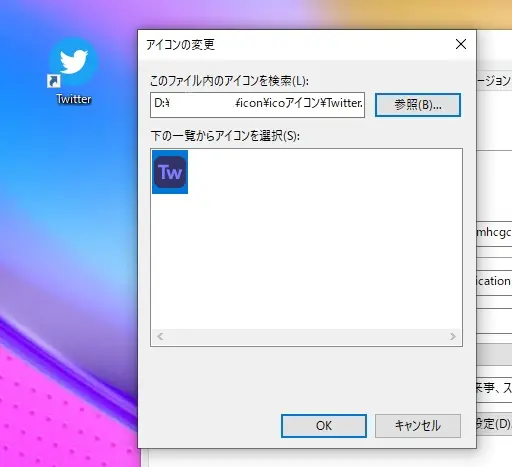 アイコンの変更
このファイル内のアイコンを検索(L):
D:¥ ¥icon¥icoアイコン¥Twitter.
参照(B)...
下の一覧からアイコンを選択(S):
Tw
OK
キャンセル
Twitter
ージョン
mhcgc
ication
来事、ス
設定(D)